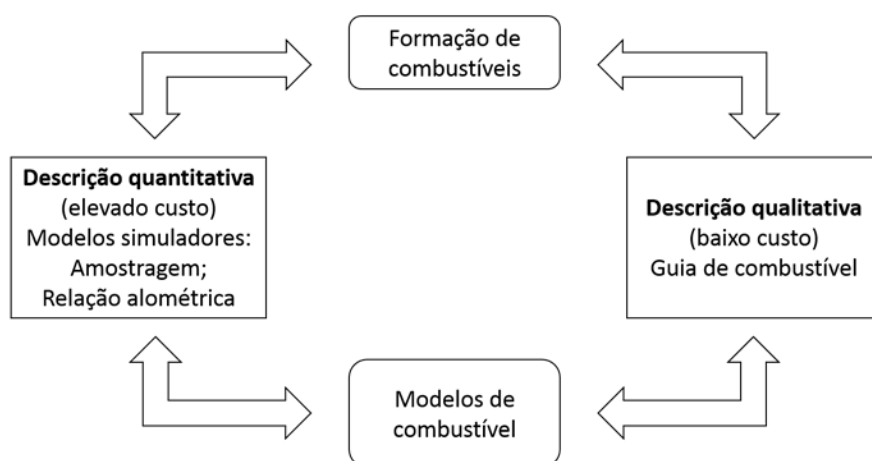 Formação de
combustíveis
Descrição quantitativa
(elevado custo)
Modelos simuladores:
Amostragem;
Relação alométrica
Descrição qualitativa
(baixo custo)
Guia de combustível
Modelos de
combustível